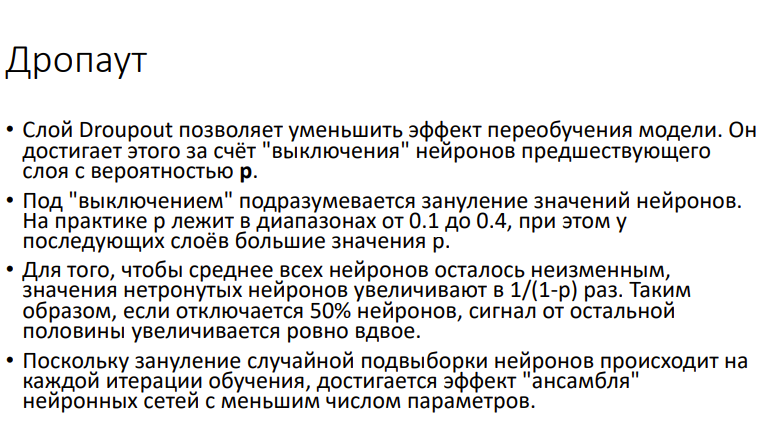 Дропаут
• Слой Droupout позволяет уменьшить эффект переобучения модели. Он
достигает этого за счёт "выключения" нейронов предшествующего
слоя с вероятностью p.
• Под "выключением" подразумевается зануление значений нейронов.
На практике p лежит в диапазонах от 0.1 до 0.4, при этом у
последующих слоёв большие значения p.
• Для того, чтобы среднее всех нейронов осталось неизменным,
значения нетронутых нейронов увеличивают в 1/(1-p) раз. Таким
образом, если отключается 50% нейронов, сигнал от остальной
половины увеличивается ровно вдвое.
• Поскольку зануление случайной подвыборки нейронов происходит на
каждой итерации обучения, достигается эффект "ансамбля"
нейронных сетей с меньшим числом параметров.